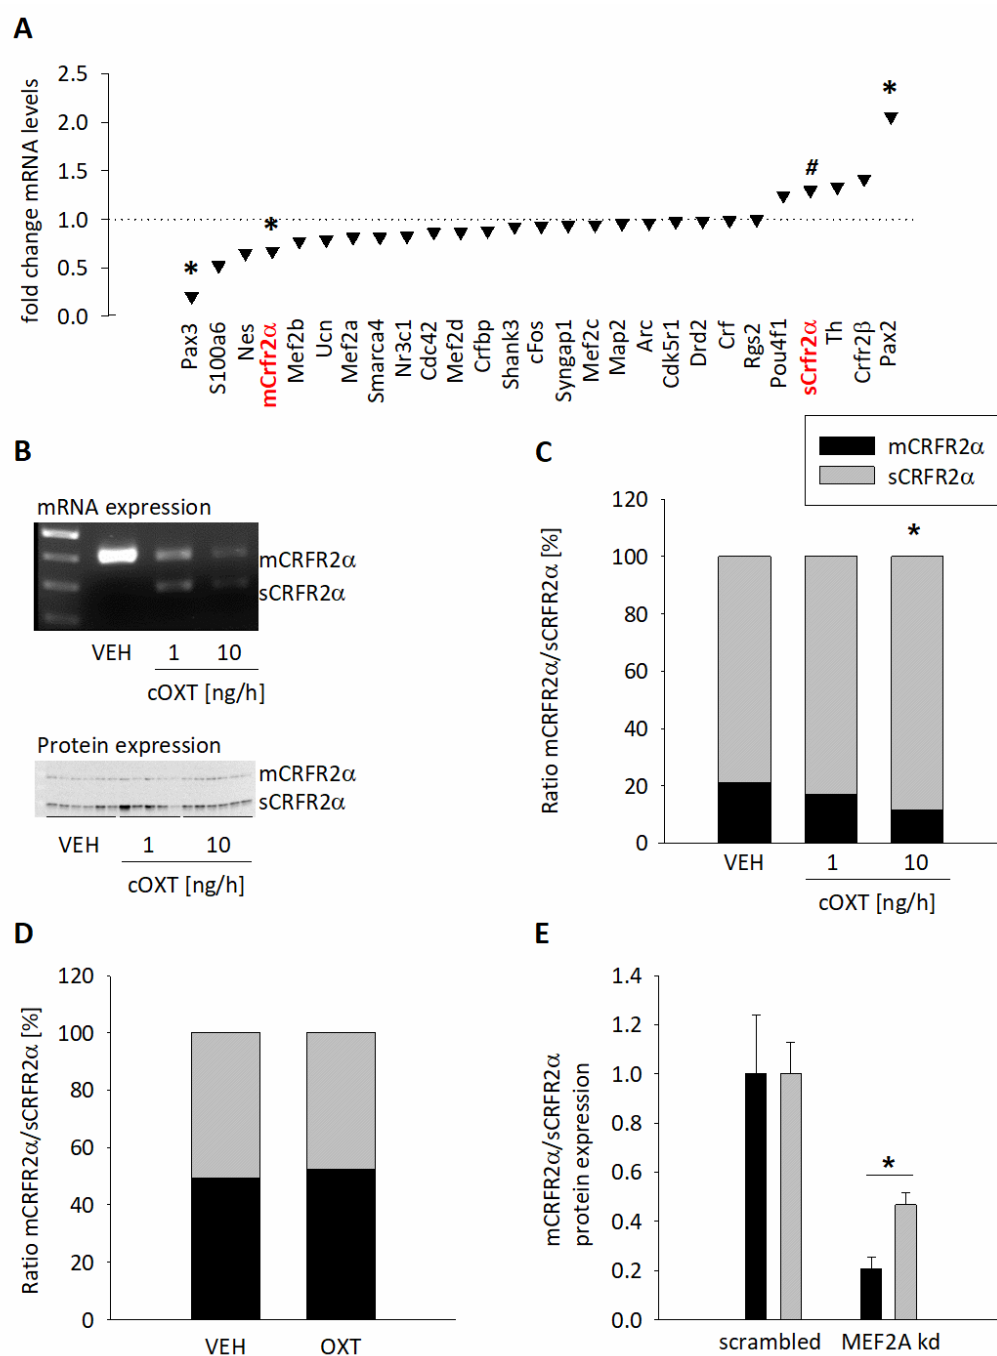 A
fold change mRNA levels
2.5
2.0
1.5
1.0
0.5
0.0
*
*
#
*
Pax3
S100a6
Nes
mCrfr2α
Mef2b
Ucn
Mef2a
Smarca4
Nr3c1
Cdc42
Mef2d
Crfbp
Shank3
cFos
Syngap1
Mef2c
Map2
Arc
Cdk5r1
Drd2
Crf
Rgs2
Pou4f1
sCrfr2α
Th
Crfr2β
Pax2
B
mRNA expression
mCRFR2α
sCRFR2α
VEH 1 10
cOXT [ng/h]
Protein expression
mCRFR2α
sCRFR2α
VEH 1 10
cOXT [ng/h]
C
mCRFR2α
sCRFR2α
Ratio mCRFR2α/sCRFR2α [%]
120
100
80
60
40
20
0
*
VEH 1 10
cOXT [ng/h]
D
Ratio mCRFR2α/sCRFR2α [%]
120
100
80
60
40
20
0
VEH OXT
E
mCRFR2α/sCRFR2α
protein expression
1.4
1.2
1.0
0.8
0.6
0.4
0.2
0.0
*
scrambled MEF2A kd